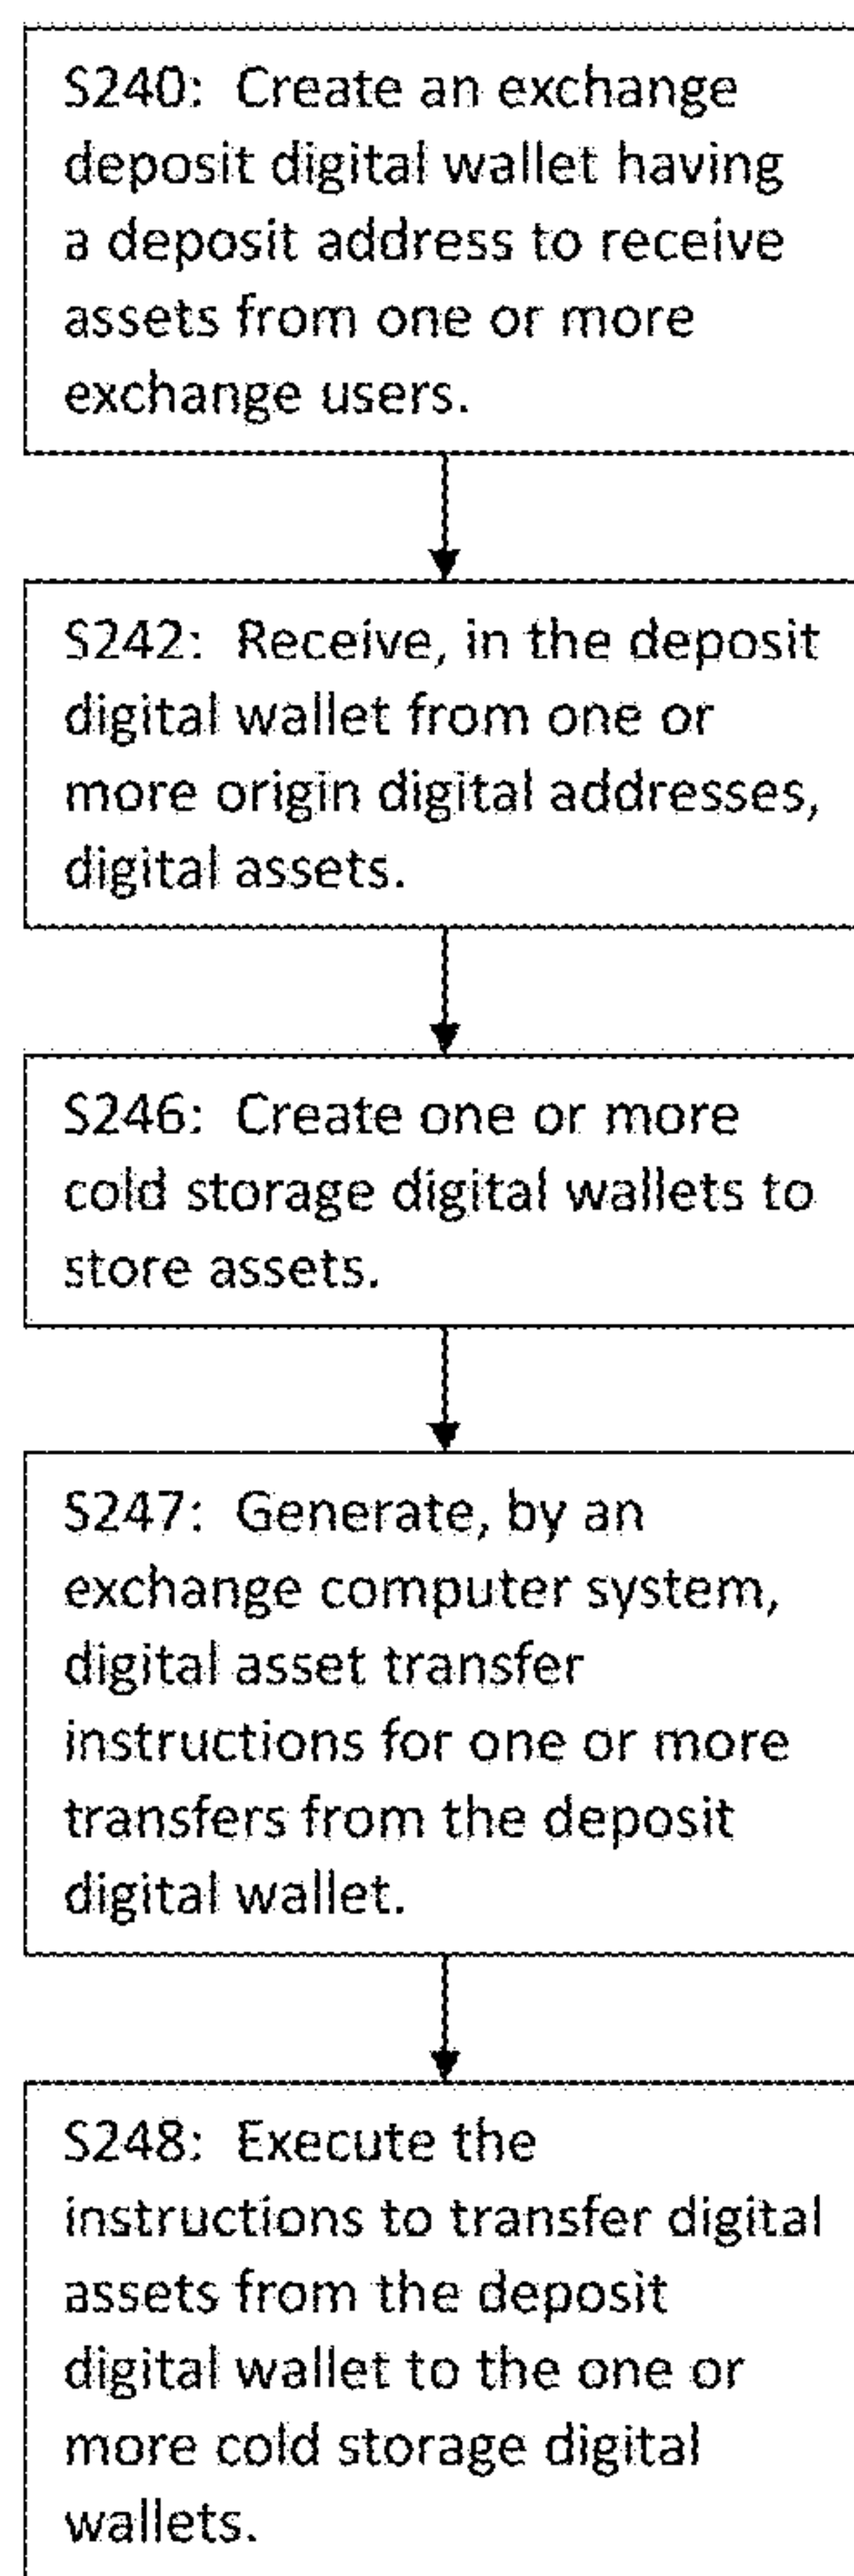 S240:  Create an exchange
deposit digital wallet having
a deposit address to receive
assets from one or more
exchange users.
S242:  Receive, in the deposit
digital wallet from one or
more origin digital addresses,
digital assets.
S246:  Create one or more
cold storage digital wallets to
store assets.
S247:  Generate, by an
exchange computer system,
digital asset transfer
instructions for one or more
transfers from the deposit
digital wallet.
S248:  Execute the
instructions to transfer digital
assets from the deposit
digital wallet to the one or
more cold storage digital
wallets.